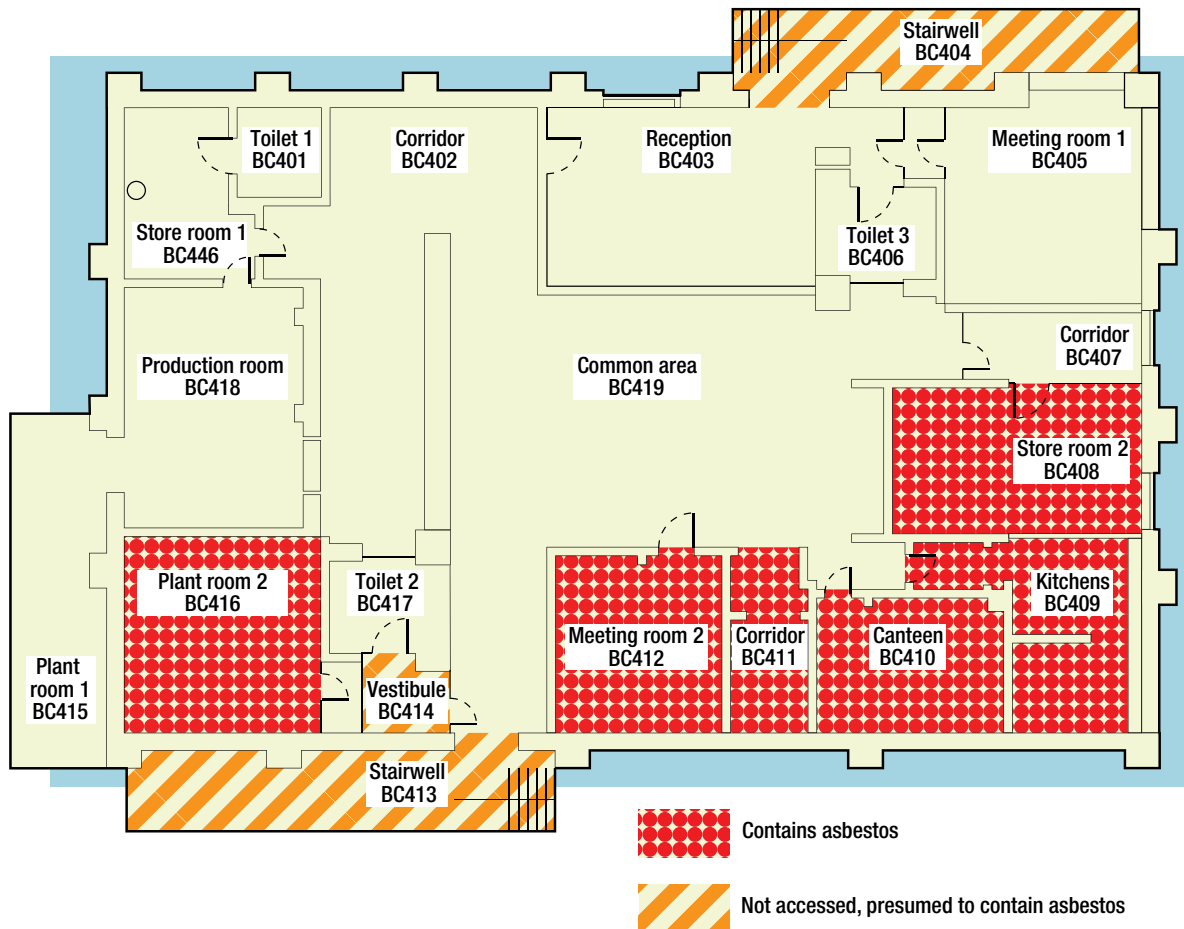 Stairwell
BC404
Toilet 1
BC401
Corridor
BC402
Reception
BC403
Meeting room 1
BC405
Store room 1
BC446
Toilet 3
BC406
Production room
BC418
Common area
BC419
Corridor
BC407
Store room 2
BC408
Plant room 2
BC416
Toilet 2
BC417
Kitchens
BC409
Meeting room 2
BC412
Corridor
BC411
Canteen
BC410
Plant
room 1
BC415
Vestibule
BC414
Stairwell
BC413
Contains asbestos
Not accessed, presumed to contain asbestos